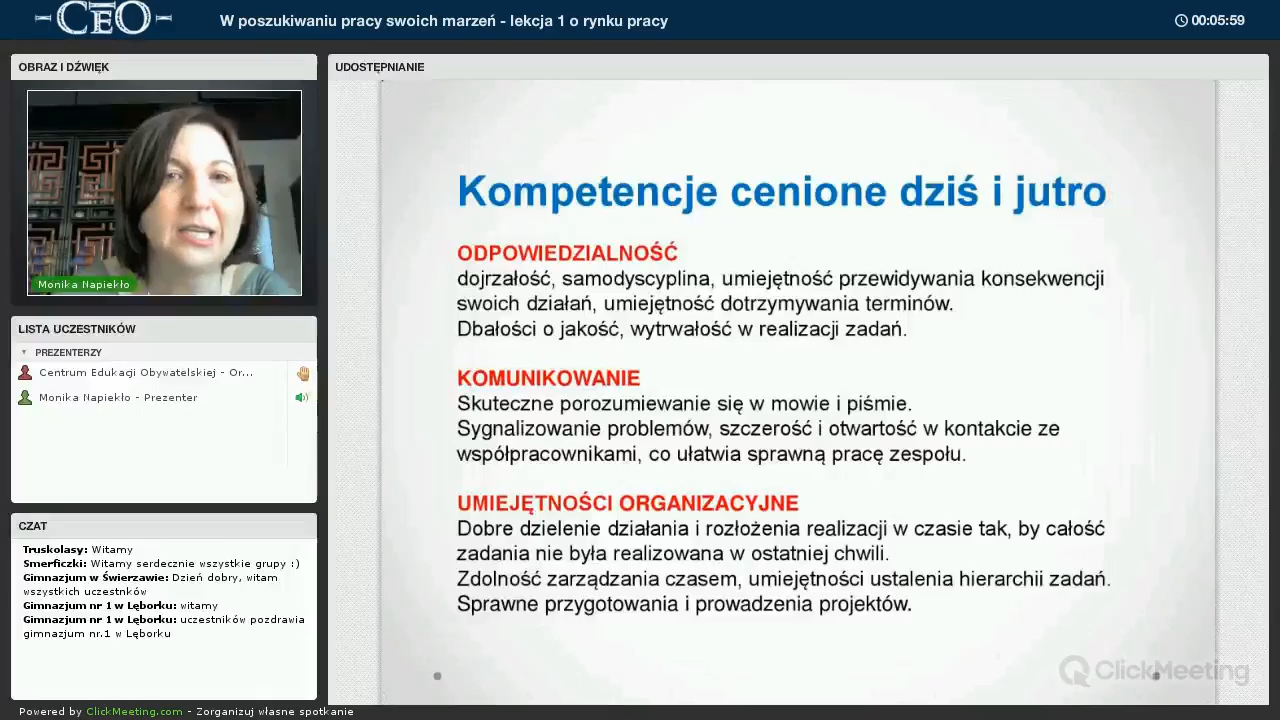 CEO
W poszukiwaniu pracy swoich marzeń - lekcja 1 o rynku pracy
00:05:59
OBRAZ I DŹWIĘK
Monika Napiekło
LISTA UCZESTNIKÓW
PREZENTERZY
Centrum Edukacji Obywatelskiej - Or...
Monika Napiekło - Prezenter
CZAT
Truskolasy: Witamy
Smerficzki: Witamy serdecznie wszystkie grupy :)
Gimnazjum w Świerzawie: Dzień dobry, witam
wszystkich uczestnków
Gimnazjum nr 1 w Lęborku: witamy
Gimnazjum nr 1 w Lęborku: uczestników pozdrawia
gimnazjum nr.1 w Lęborku
UDOSTĘPNIANIE
Kompetencje cenione dziś i jutro
ODPOWIEDZIALNOŚĆ
dojrzałość, samodyscyplina, umiejętność przewidywania konsekwencji
swoich działań, umiejętność dotrzymywania terminów.
Dbałości o jakość, wytrwałość w realizacji zadań.
KOMUNIKOWANIE
Skuteczne porozumiewanie się w mowie i piśmie.
Sygnalizowanie problemów, szczerość i otwartość w kontakcie ze
współpracownikami, co ułatwia sprawną pracę zespołu.
UMIEJĘTNOŚCI ORGANIZACYJNE
Dobre dzielenie działania i rozłożenia realizacji w czasie tak, by całość
zadania nie była realizowana w ostatniej chwili.
Zdolność zarządzania czasem, umiejętności ustalenia hierarchii zadań.
Sprawne przygotowania i prowadzenia projektów.
ClickMeeting
Powered by ClickMeeting.com - Zorganizuj własne spotkanie